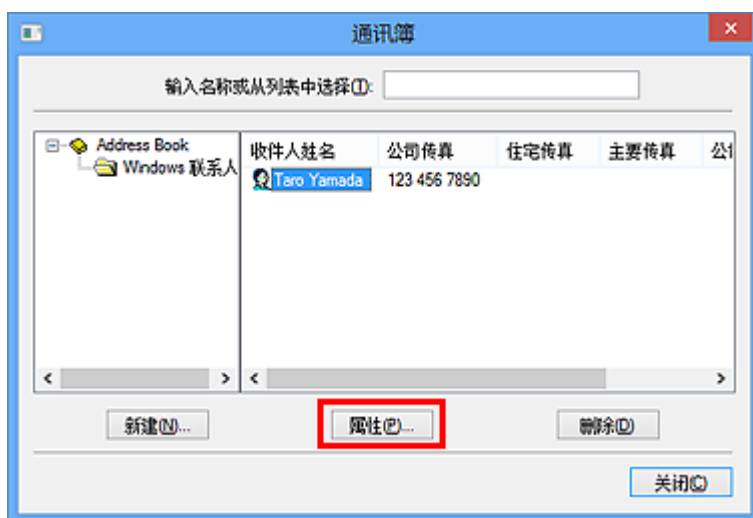 通讯簿
输入名称或从列表中选择(T):
Address Book
Windows 联系人
收件人姓名 公司传真 住宅传真 主要传真
Taro Yamada 123 456 7890
新建(N)... 属性(P)... 删除(D)
关闭(C)